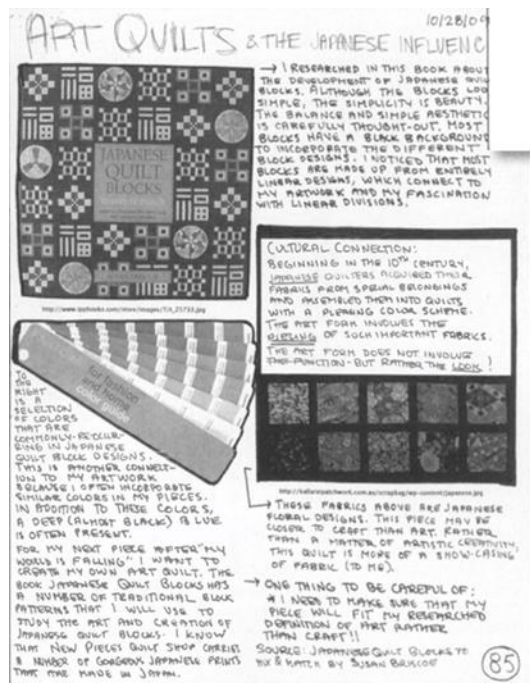 10/28/09
ART QUILTS & THE JAPANESE INFLUENC
→ I RESEARCHED IN THIS BOOK ABOUT
THE DEVELOPMENT OF JAPANESE QUILT
BLOCKS. ALTHOUGH THE BLOCKS LOO
SIMPLE, THE SIMPLICITY IS BEAUTY.
THE BALANCE AND SIMPLE AESTHETIC
IS CAREFULLY THOUGHT-OUT. MOST
BLOCKS HAVE A BLACK BACKGROUND
TO INCORPORATE THE DIFFERENT
BLOCK DESIGNS. I NOTICED THAT MOST
BLOCKS ARE MADE UP FROM ENTIRELY
LINEAR DESIGNS, WHICH CONNECT TO
MY ARTWORK AND MY FASCINATION
WITH LINEAR DIVISIONS.
JAPANESE
QUILT
BLOCKS
CULTURAL CONNECTION:
BEGINNING IN THE 10TH CENTURY,
JAPANESE QUILTERS ACQUIRED THEIR
FABRICS FROM SPECIAL BELONGINGS
AND ASSEMBLED THEM INTO QUILTS
WITH A PLEASING COLOR SCHEME.
THE ART FORM INVOLVES THE
PIECING OF SUCH IMPORTANT FABRICS.
THE ART FORM DOES NOT INVOLVE
THE FUNCTION - BUT RATHER THE LOOK!
for fashion
and home
TO
THE
RIGHT
IS A
SELECTION
OF COLORS
THAT ARE
COMMONLY-REOCCUR-
RING IN JAPANESE
QUILT BLOCK DESIGNS.
THIS IS ANOTHER CONNECT-
ION TO MY ARTWORK
BECAUSE I OFTEN INCORPORATE
SIMILAR COLORS IN MY PIECES.
IN ADDITION TO THESE COLORS,
A DEEP (ALMOST BLACK) BLUE
IS OFTEN PRESENT.
FOR MY NEXT PIECE AFTER "MY
WORLD IS FALLING" I WANT TO
CREATE MY OWN ART QUILT. THE
BOOK JAPANESE QUILT BLOCKS HAS
A NUMBER OF TRADITIONAL BLOCK
PATTERNS THAT I WILL USE TO
STUDY THE ART AND CREATION OF
JAPANESE QUILT BLOCKS. I KNOW
THAT NEW PIECES QUILT SHOP CARRIES
A NUMBER OF GORGEOUS JAPANESE PRINTS
THAT ARE MADE IN JAPAN.
→ THESE FABRICS ABOVE ARE JAPANESE
FLORAL DESIGNS. THIS PIECE MAY BE
CLOSER TO CRAFT THAN ART. RATHER
THAN A MATTER OF ARTISTIC CREATIVITY,
THIS QUILT IS MORE OF A SHOW-CASING
OF FABRIC (TO ME).
→ ONE THING TO BE CAREFUL OF:
* I NEED TO MAKE SURE THAT MY
PIECE WILL FIT MY RESEARCHED
DEFINITION OF ART RATHER
THAN CRAFT!!
SOURCE: JAPANESE QUILT BLOCKS TO
MIX & MATCH BY SUSAN BRISCOE
85